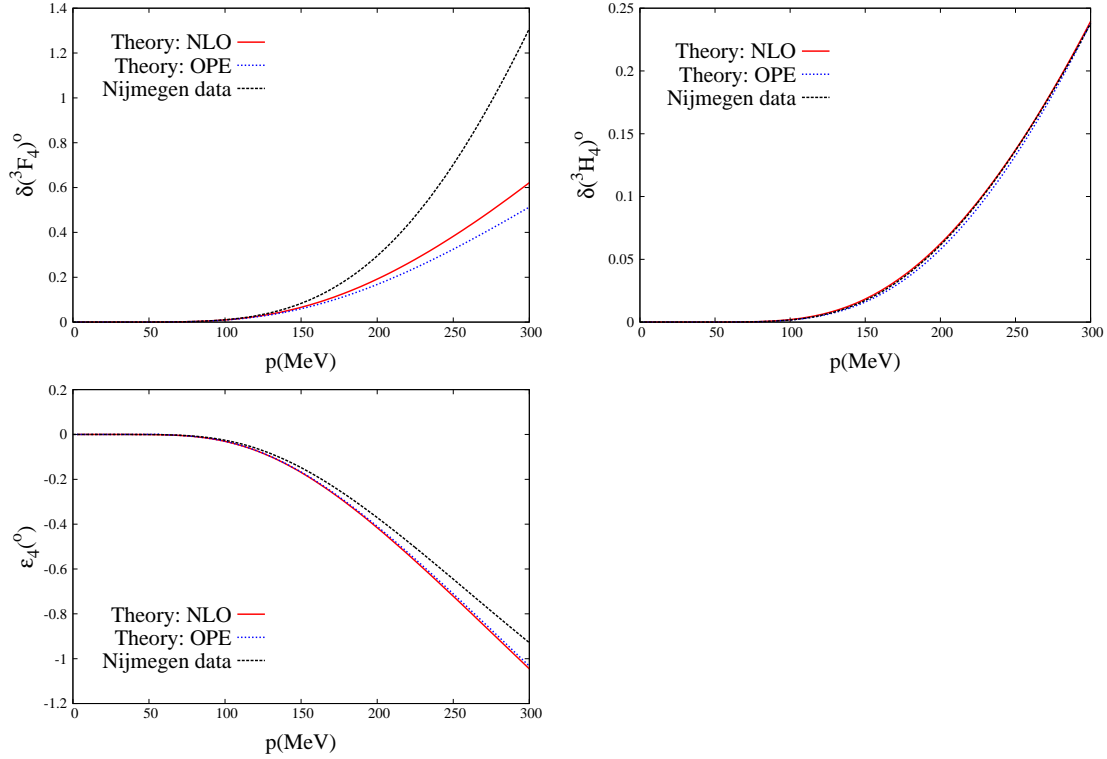 1.4
1.2
1
0.8
0.6
0.4
0.2
0
Theory: NLO
Theory: OPE
Nijmegen data
δ(³F₄)°
0 50 100 150 200 250 300
p(MeV)
0.25
0.2
0.15
0.1
0.05
0
Theory: NLO
Theory: OPE
Nijmegen data
δ(³H₄)°
0 50 100 150 200 250 300
p(MeV)
0.2
0
-0.2
-0.4
-0.6
-0.8
-1
-1.2
ε₄(°)
Theory: NLO
Theory: OPE
Nijmegen data
0 50 100 150 200 250 300
p(MeV)